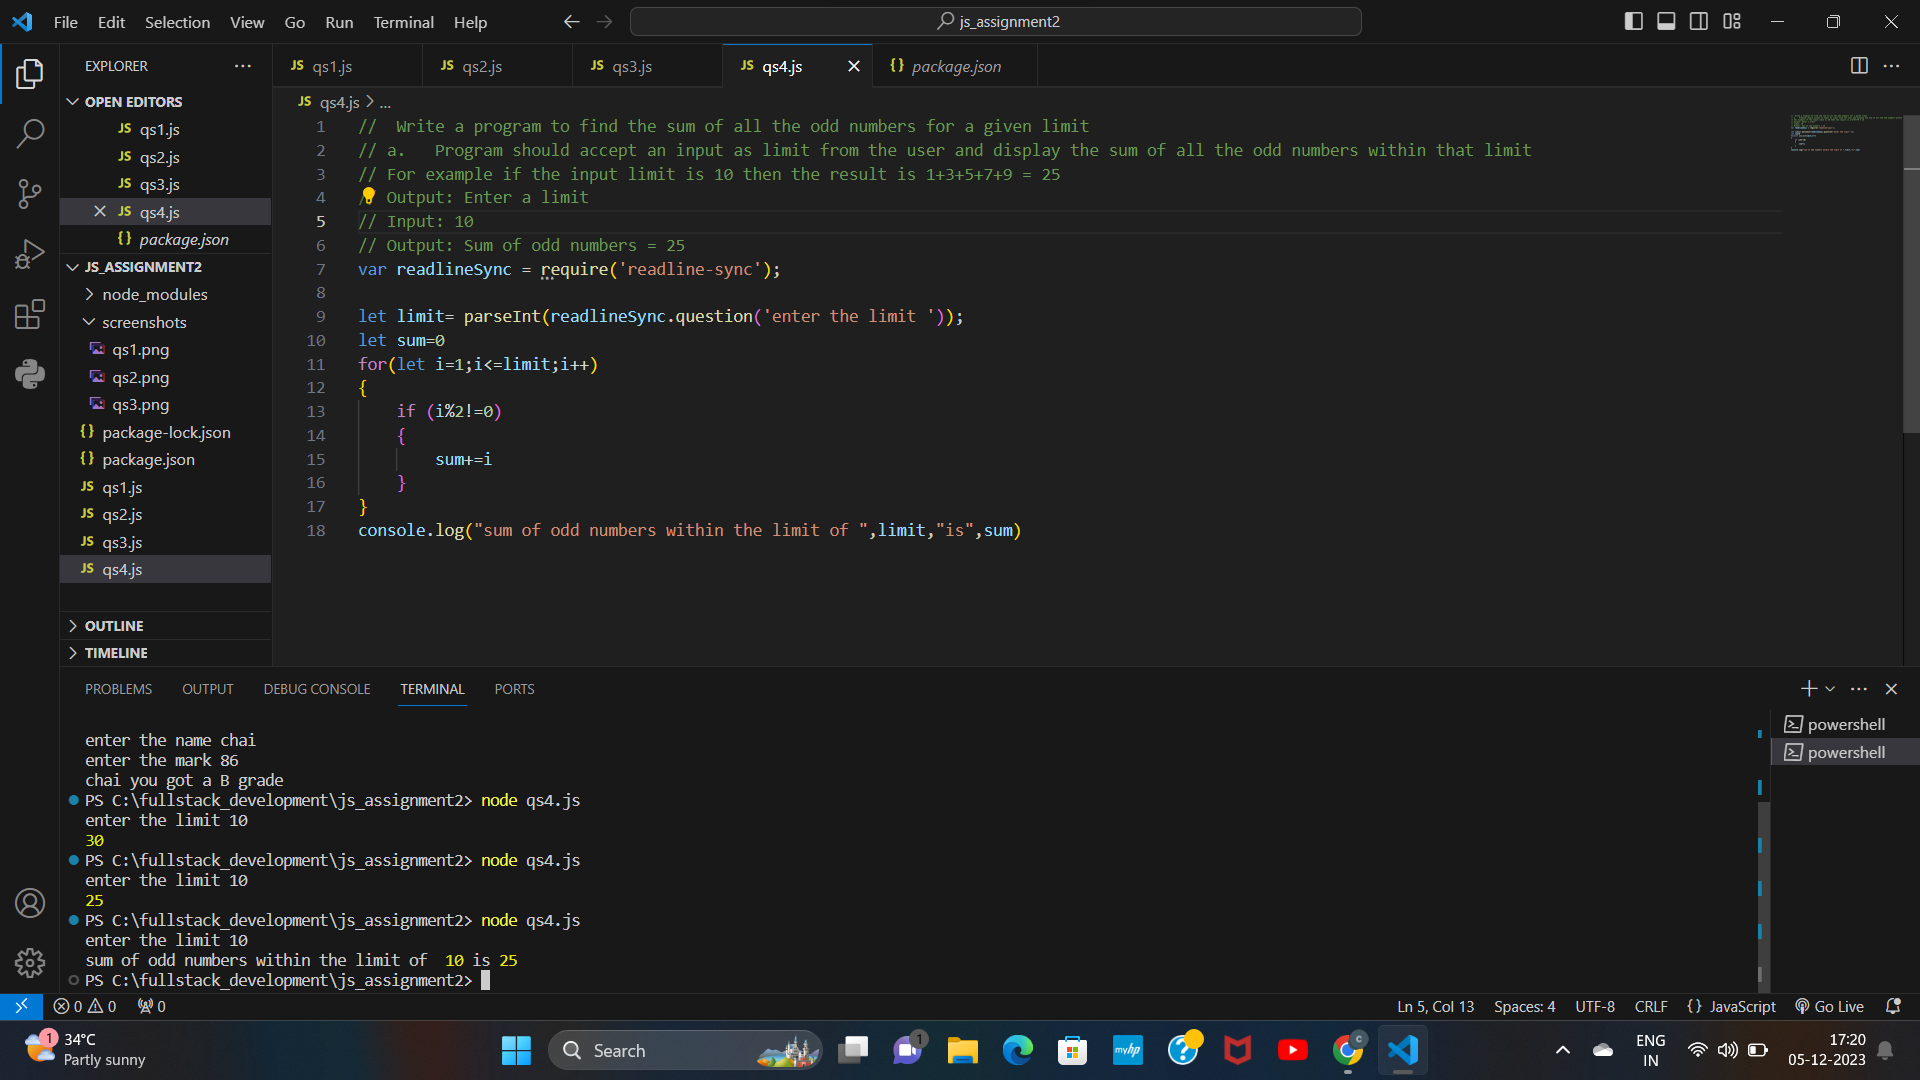 File Edit Selection View Go Run Terminal Help
js_assignment2
EXPLORER
OPEN EDITORS
JS qs1.js
JS qs2.js
JS qs3.js
JS qs4.js
{} package.json
JS_ASSIGNMENT2
node_modules
screenshots
qs1.png
qs2.png
qs3.png
{} package-lock.json
{} package.json
JS qs1.js
JS qs2.js
JS qs3.js
JS qs4.js
OUTLINE
TIMELINE
JS qs1.js JS qs2.js JS qs3.js JS qs4.js {} package.json
JS qs4.js > ...
1 //  Write a program to find the sum of all the odd numbers for a given limit
2 // a.   Program should accept an input as limit from the user and display the sum of all the odd numbers within that limit
3 // For example if the input limit is 10 then the result is 1+3+5+7+9 = 25
4 // Output: Enter a limit
5 // Input: 10
6 // Output: Sum of odd numbers = 25
7 var readlineSync = require('readline-sync');
8
9 let limit= parseInt(readlineSync.question('enter the limit '));
10 let sum=0
11 for(let i=1;i<=limit;i++)
12 {
13     if (i%2!=0)
14     {
15         sum+=i
16     }
17 }
18 console.log("sum of odd numbers within the limit of ",limit,"is",sum)
PROBLEMS OUTPUT DEBUG CONSOLE TERMINAL PORTS
powershell
powershell
enter the name chai
enter the mark 86
chai you got a B grade
PS C:\fullstack_development\js_assignment2> node qs4.js
enter the limit 10
30
PS C:\fullstack_development\js_assignment2> node qs4.js
enter the limit 10
25
PS C:\fullstack_development\js_assignment2> node qs4.js
enter the limit 10
sum of odd numbers within the limit of  10 is 25
PS C:\fullstack_development\js_assignment2>
0 0 0 Ln 5, Col 13 Spaces: 4 UTF-8 CRLF {} JavaScript Go Live
1 34°C
Partly sunny
Search
1
myhp
?
C
ENG
IN
17:20
05-12-2023